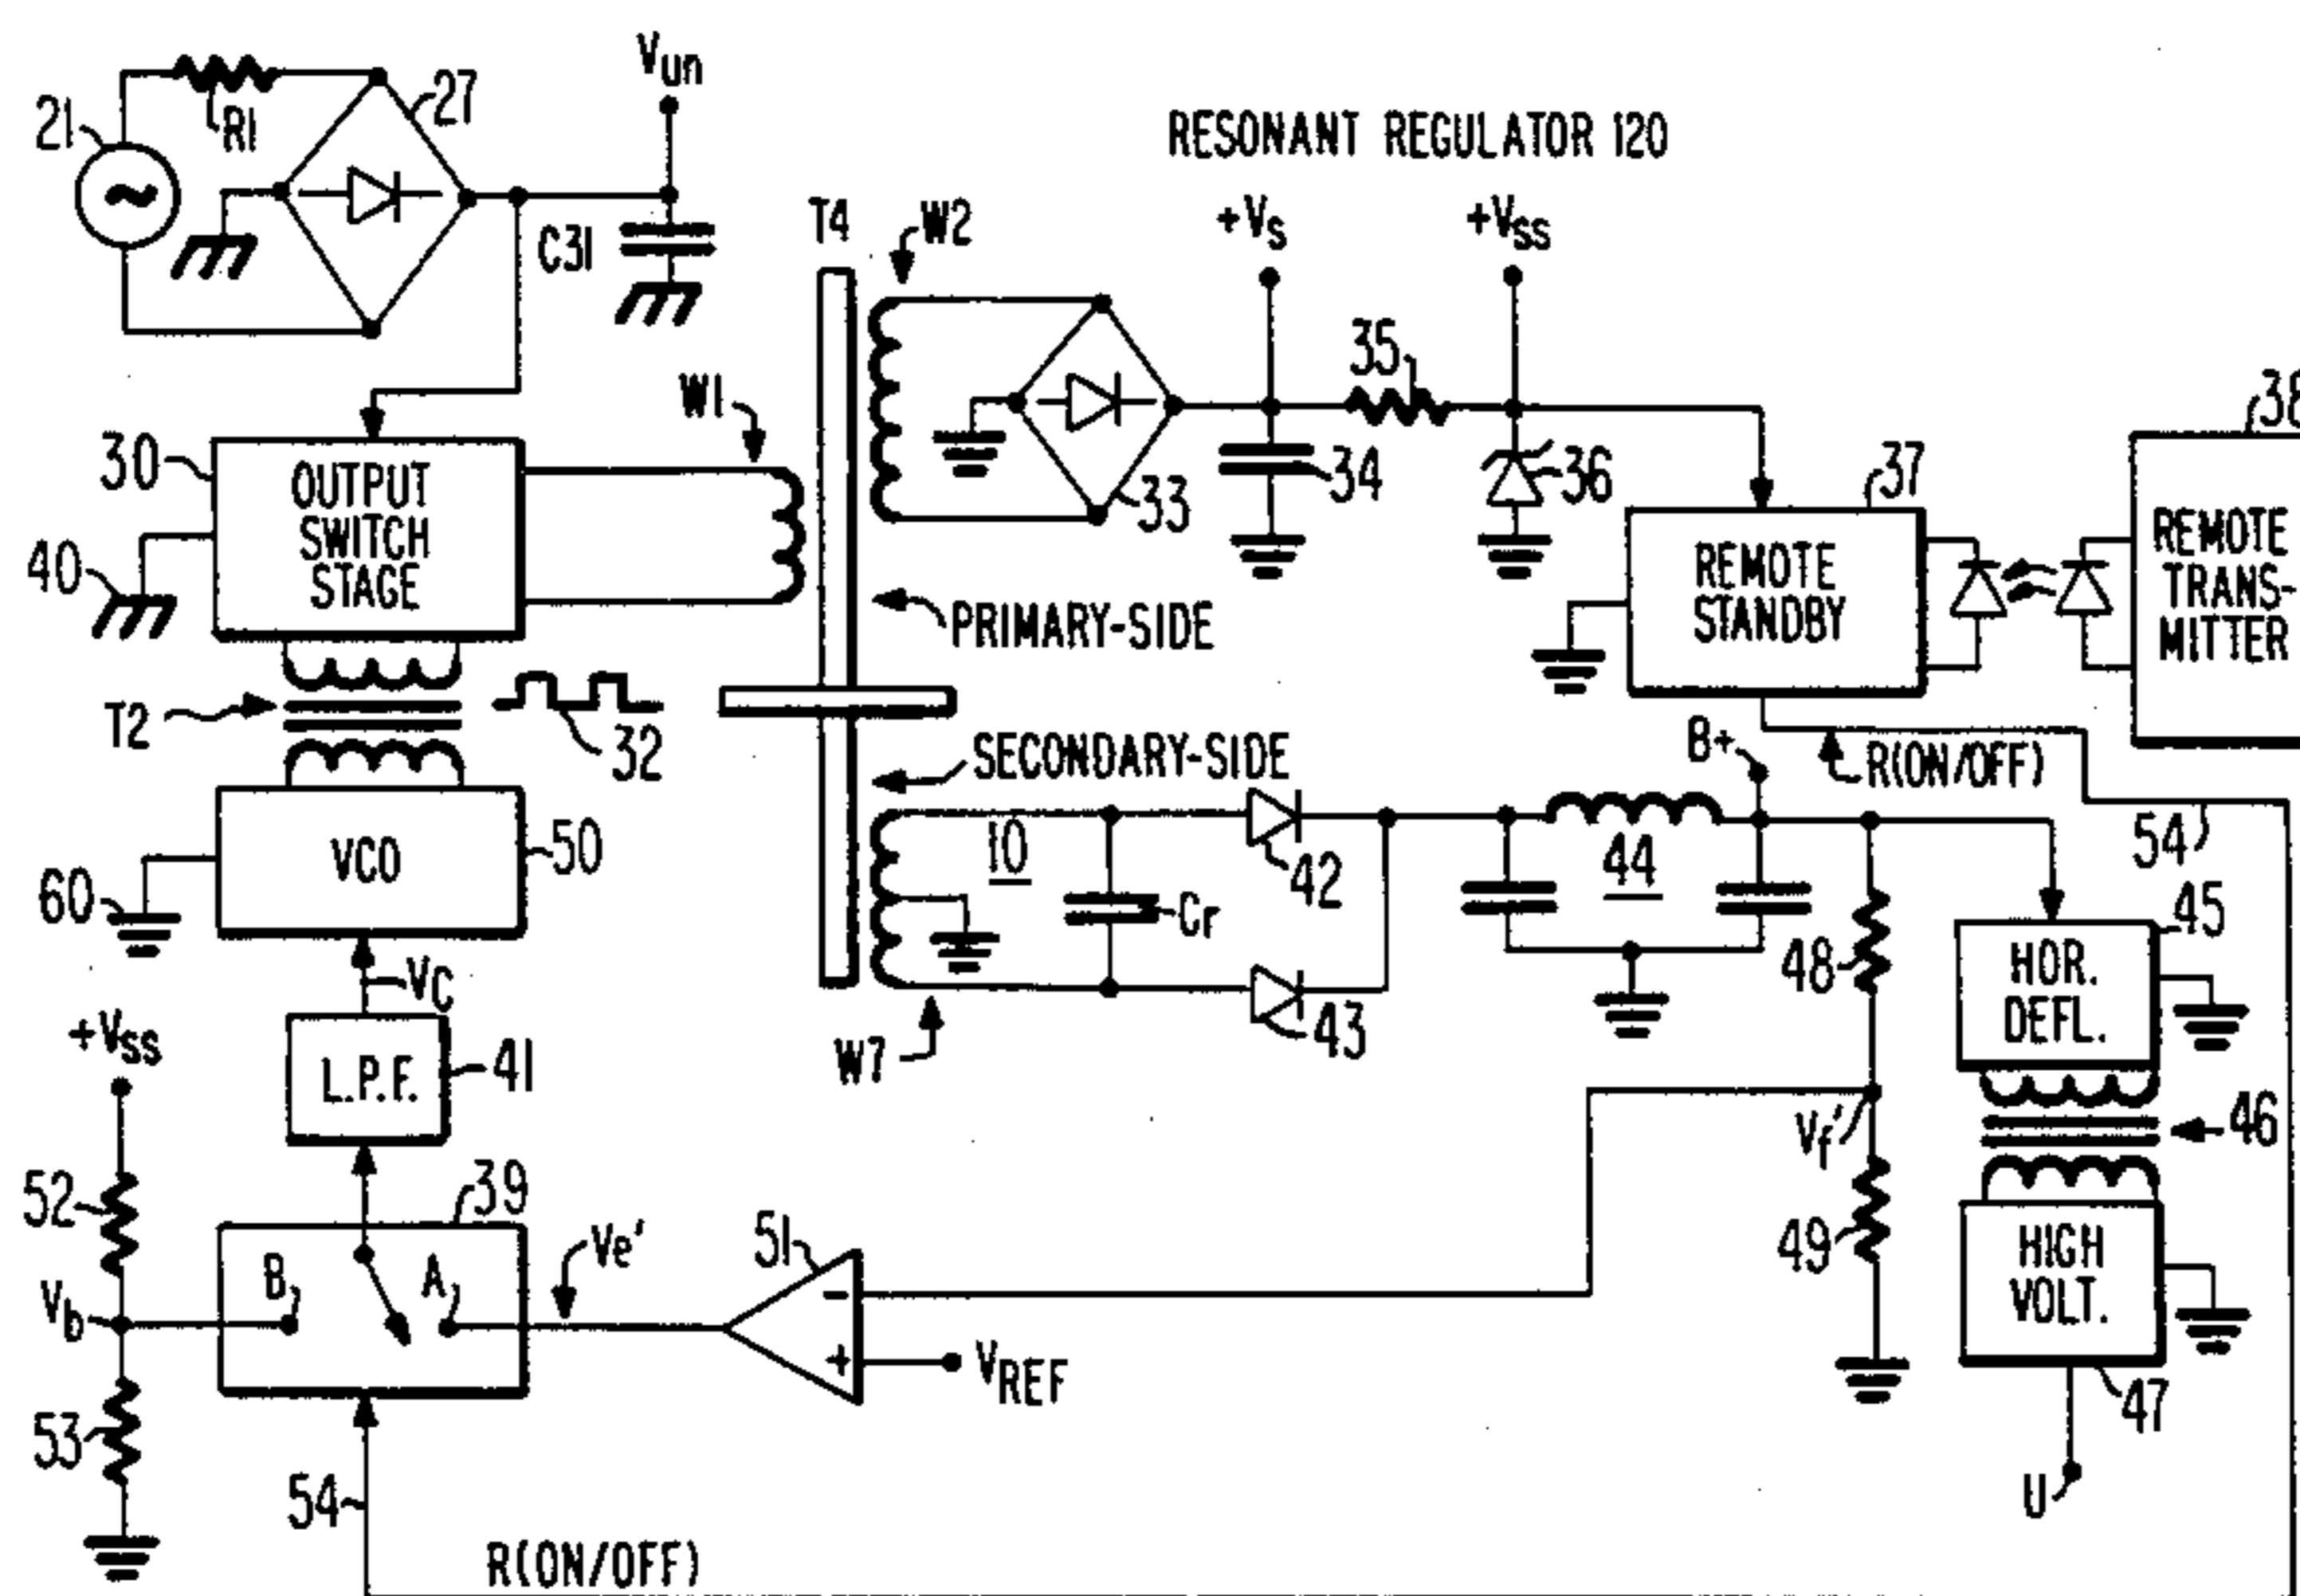 21
R1
27
Vun
C31
RESONANT REGULATOR 120
T4
W2
+Vs
+Vss
35
W1
30
OUTPUT
SWITCH
STAGE
40
33
34
36
37
REMOTE
STANDBY
38
REMOTE
TRANS-
MITTER
PRIMARY-SIDE
T2
32
SECONDARY-SIDE
B+
R(ON/OFF)
54
VCO
50
60
10
Cr
42
43
44
W7
48
HOR.
DEFL.
45
VC
+Vss
L.P.F.
41
Vf'
46
52
39
B
A
Ve'
51
-
+
VREF
49
HIGH
VOLT.
47
U
Vb
53
54
R(ON/OFF)